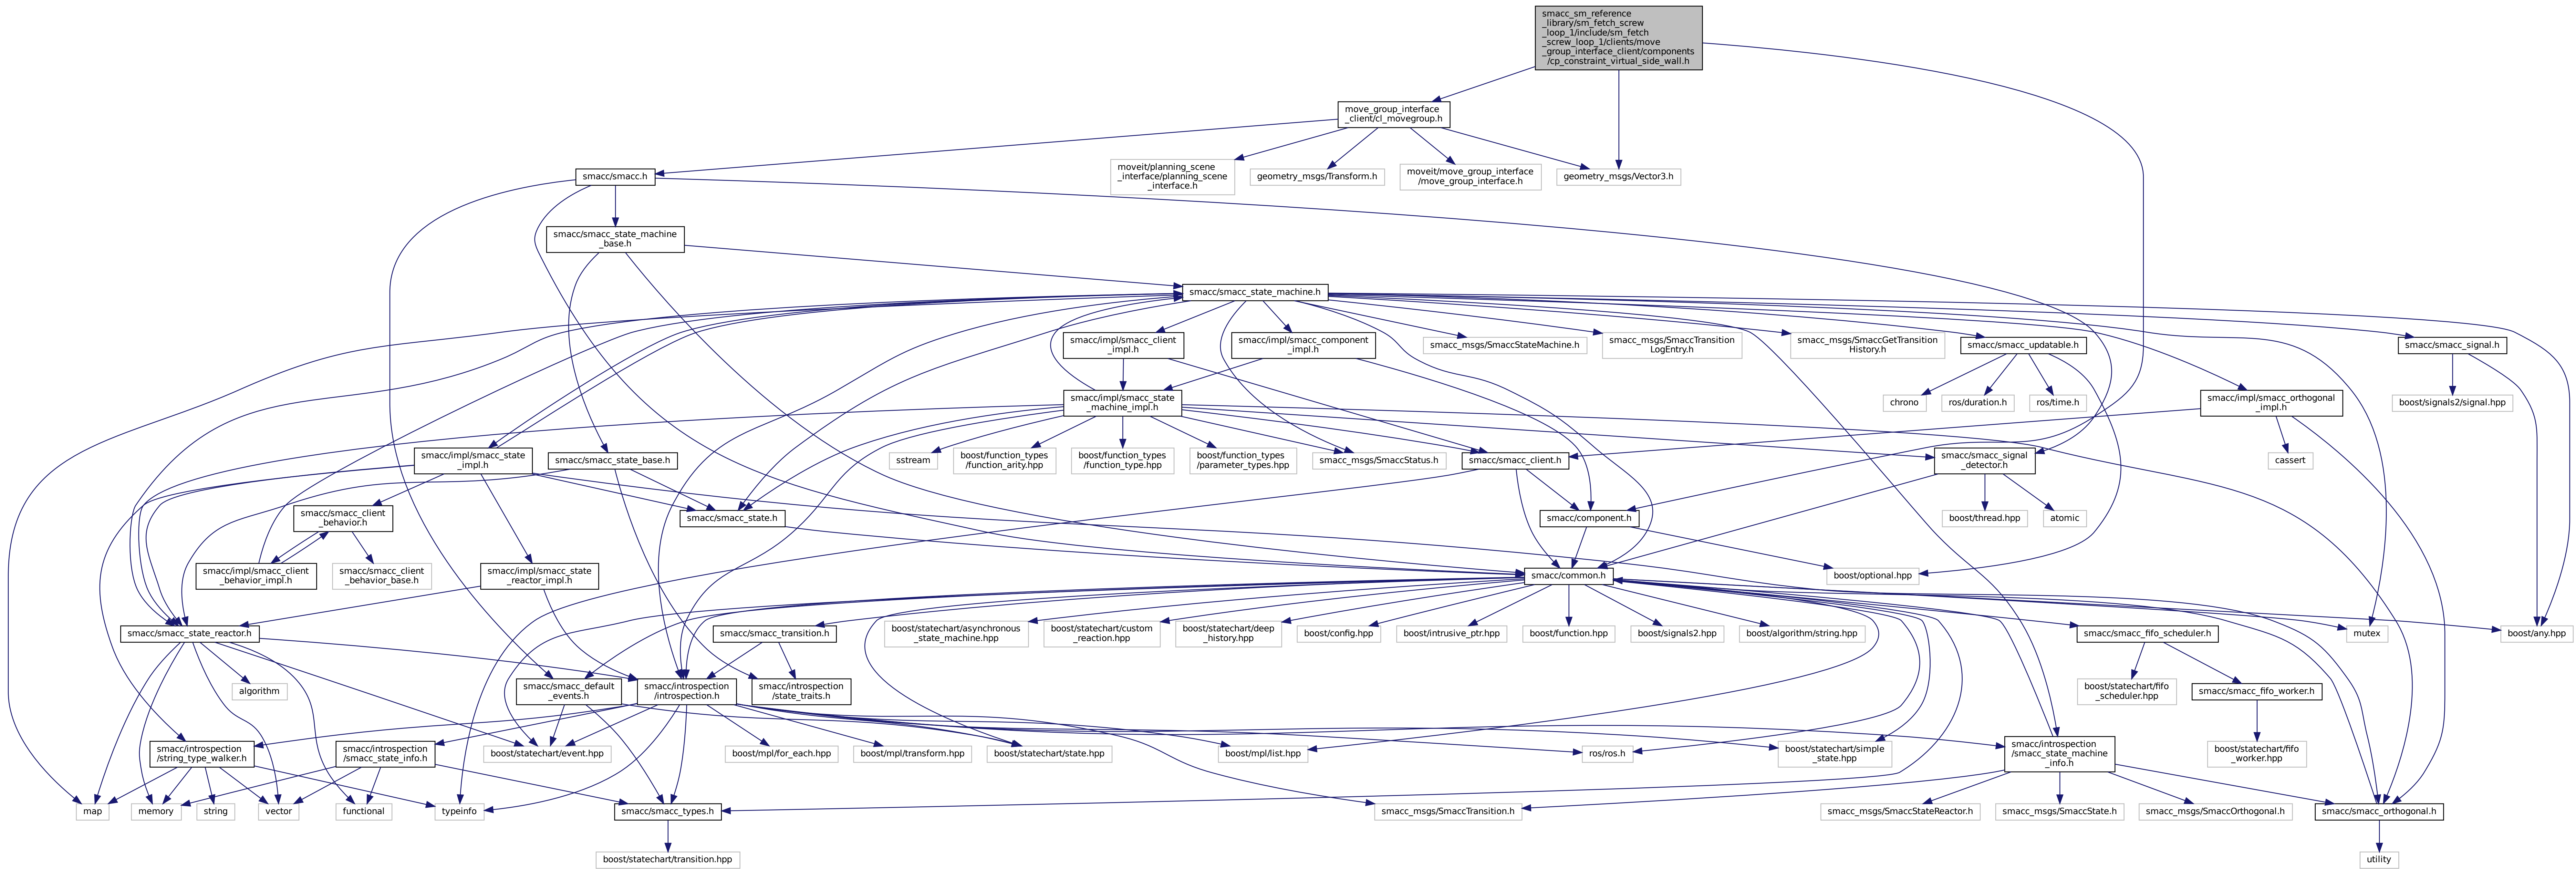 smacc_sm_reference
_library/sm_fetch_screw
_loop_1/include/sm_fetch
_screw_loop_1/clients/move
_group_interface_client/components
/cp_constraint_virtual_side_wall.h
move_group_interface
_client/cl_movegroup.h
smacc/smacc.h
moveit/planning_scene
_interface/planning_scene
_interface.h
geometry_msgs/Transform.h
moveit/move_group_interface
/move_group_interface.h
geometry_msgs/Vector3.h
smacc/smacc_state_machine
_base.h
smacc/smacc_state_machine.h
smacc/impl/smacc_client
_impl.h
smacc/impl/smacc_component
_impl.h
smacc_msgs/SmaccStateMachine.h
smacc_msgs/SmaccTransition
LogEntry.h
smacc_msgs/SmaccGetTransition
History.h
smacc/smacc_updatable.h
smacc/smacc_signal.h
smacc/impl/smacc_state
_machine_impl.h
chrono
ros/duration.h
ros/time.h
smacc/impl/smacc_orthogonal
_impl.h
boost/signals2/signal.hpp
smacc/impl/smacc_state
_impl.h
smacc/smacc_state_base.h
sstream
boost/function_types
/function_arity.hpp
boost/function_types
/function_type.hpp
boost/function_types
/parameter_types.hpp
smacc_msgs/SmaccStatus.h
smacc/smacc_client.h
smacc/smacc_signal
_detector.h
cassert
smacc/smacc_client
_behavior.h
smacc/smacc_state.h
smacc/component.h
boost/thread.hpp
atomic
smacc/impl/smacc_client
_behavior_impl.h
smacc/smacc_client
_behavior_base.h
smacc/impl/smacc_state
_reactor_impl.h
smacc/common.h
boost/optional.hpp
smacc/smacc_state_reactor.h
smacc/smacc_transition.h
boost/statechart/asynchronous
_state_machine.hpp
boost/statechart/custom
_reaction.hpp
boost/statechart/deep
_history.hpp
boost/config.hpp
boost/intrusive_ptr.hpp
boost/function.hpp
boost/signals2.hpp
boost/algorithm/string.hpp
smacc/smacc_fifo_scheduler.h
mutex
boost/any.hpp
algorithm
smacc/smacc_default
_events.h
smacc/introspection
/introspection.h
smacc/introspection
/state_traits.h
boost/statechart/fifo
_scheduler.hpp
smacc/smacc_fifo_worker.h
smacc/introspection
/string_type_walker.h
smacc/introspection
/smacc_state_info.h
boost/statechart/event.hpp
boost/mpl/for_each.hpp
boost/mpl/transform.hpp
boost/statechart/state.hpp
boost/mpl/list.hpp
ros/ros.h
boost/statechart/simple
_state.hpp
smacc/introspection
/smacc_state_machine
_info.h
boost/statechart/fifo
_worker.hpp
map
memory
string
vector
functional
typeinfo
smacc/smacc_types.h
smacc_msgs/SmaccTransition.h
smacc_msgs/SmaccStateReactor.h
smacc_msgs/SmaccState.h
smacc_msgs/SmaccOrthogonal.h
smacc/smacc_orthogonal.h
boost/statechart/transition.hpp
utility